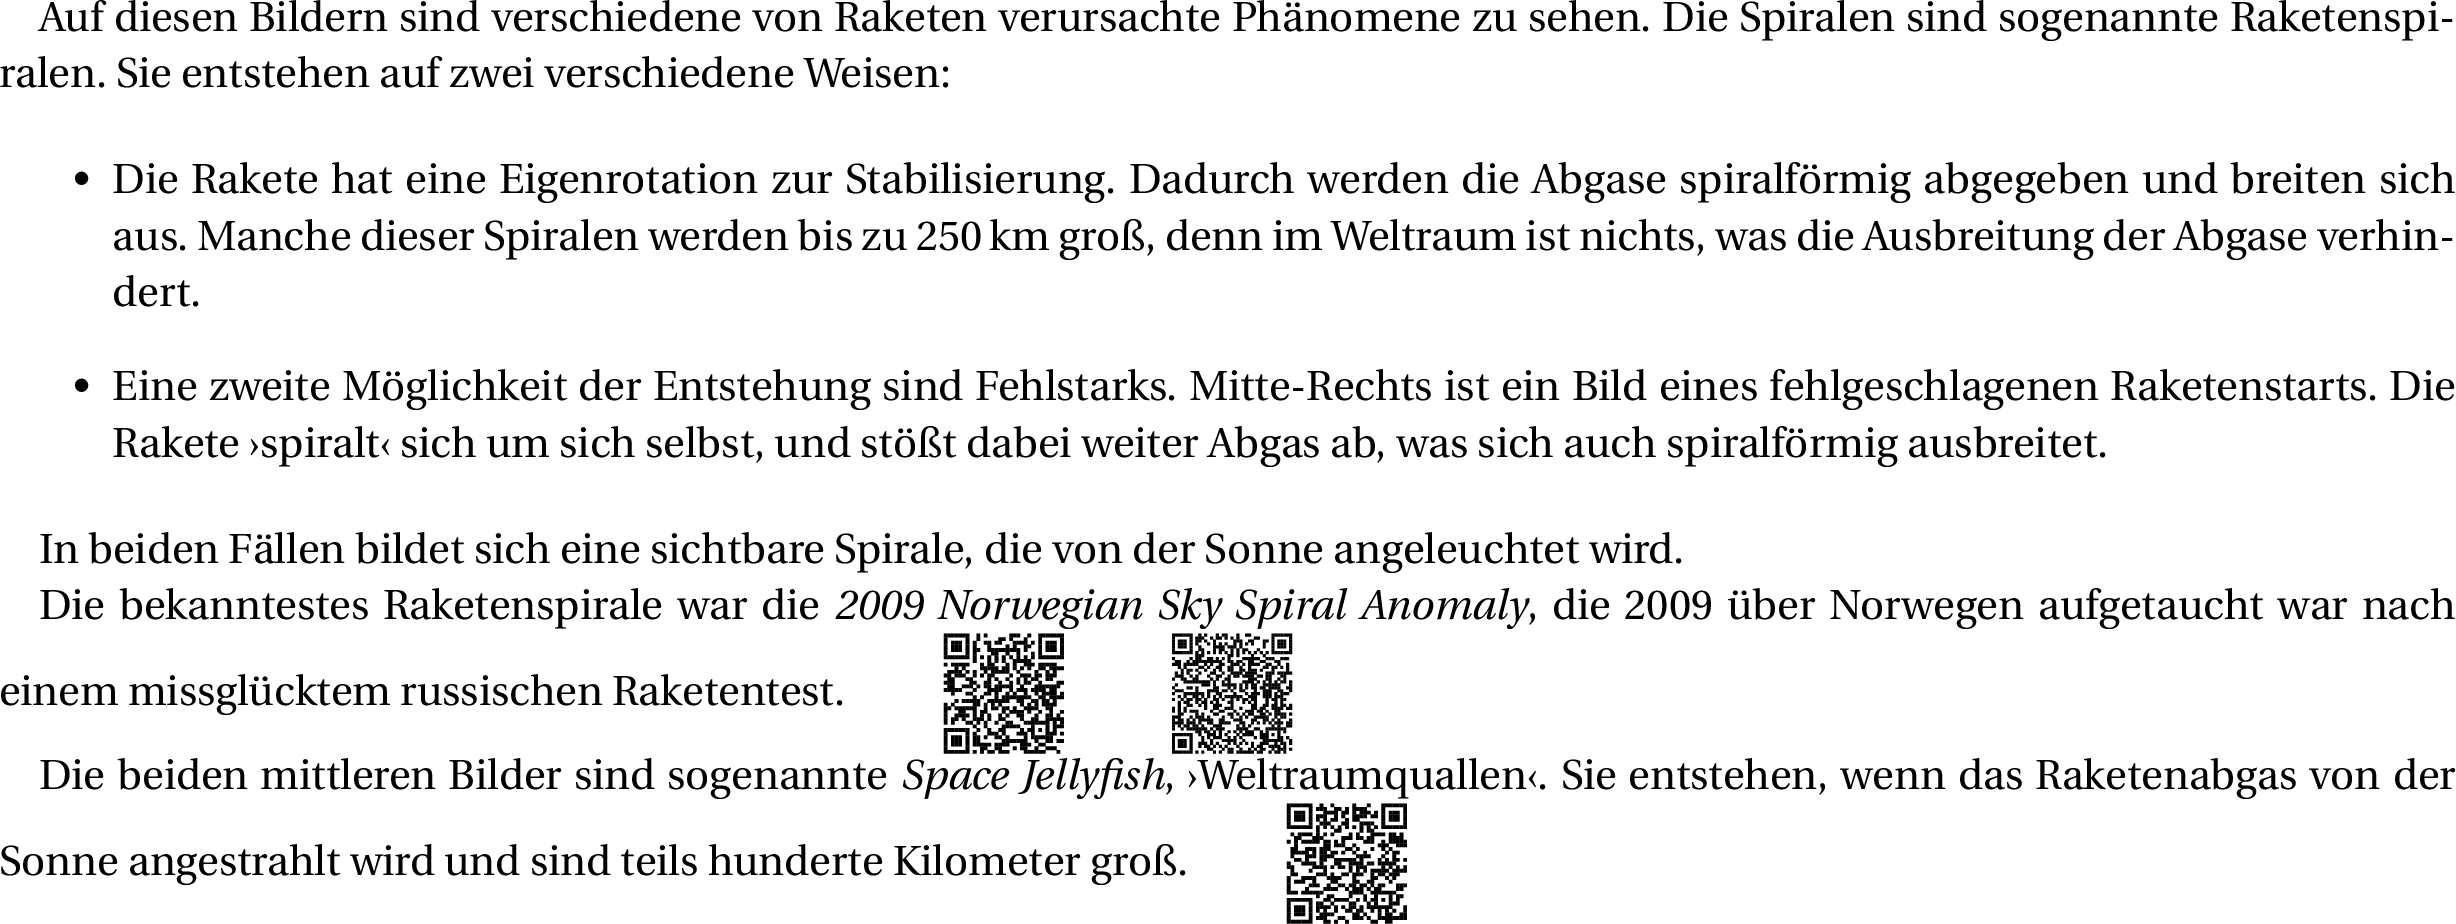 Auf diesen Bildern sind verschiedene von Raketen verursachte Phänomene zu sehen. Die Spiralen sind sogenannte Raketenspi-
ralen. Sie entstehen auf zwei verschiedene Weisen:
• Die Rakete hat eine Eigenrotation zur Stabilisierung. Dadurch werden die Abgase spiralförmig abgegeben und breiten sich
aus. Manche dieser Spiralen werden bis zu 250 km groß, denn im Weltraum ist nichts, was die Ausbreitung der Abgase verhin-
dert.
• Eine zweite Möglichkeit der Entstehung sind Fehlstarks. Mitte-Rechts ist ein Bild eines fehlgeschlagenen Raketenstarts. Die
Rakete ›spiralt‹ sich um sich selbst, und stößt dabei weiter Abgas ab, was sich auch spiralförmig ausbreitet.
In beiden Fällen bildet sich eine sichtbare Spirale, die von der Sonne angeleuchtet wird.
Die bekanntestes Raketenspirale war die 2009 Norwegian Sky Spiral Anomaly, die 2009 über Norwegen aufgetaucht war nach
einem missglücktem russischen Raketentest.
Die beiden mittleren Bilder sind sogenannte Space Jellyfish, ›Weltraumquallen‹. Sie entstehen, wenn das Raketenabgas von der
Sonne angestrahlt wird und sind teils hunderte Kilometer groß.